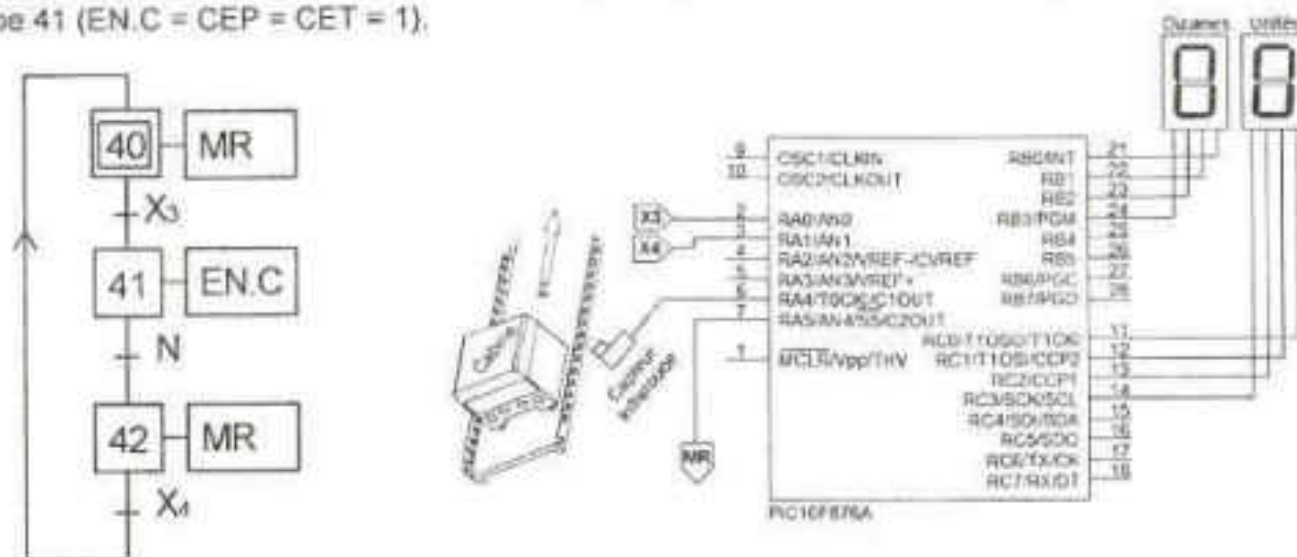 pe 41 (EN.C = CEP = CET = 1).
40 MR
X3
41 EN.C
N
42 MR
X4
X3
X4
Cabine
Capteur
MR
Dizaines Unités
9 OSC1/CLKIN
10 OSC2/CLKOUT
2 RA0/AN0
3 RA1/AN1
4 RA2/AN2/VREF-/CVREF
5 RA3/AN3/VREF+
6 RA4/T0CKI/C1OUT
7 RA5/AN4/SS/C2OUT
1 MCLR/Vpp/THV
RB0/INT 21
RB1 22
RB2 23
RB3/PGM 24
RB4
RB5 26
RB6/PGC 27
RB7/PGD 28
RC0/T1OSO/T1CKI 11
RC1/T1OSI/CCP2 12
RC2/CCP1 13
RC3/SCK/SCL 14
RC4/SDI/SDA 15
RC5/SDO 16
RC6/TX/CK 17
RC7/RX/DT 18
PIC16F876A